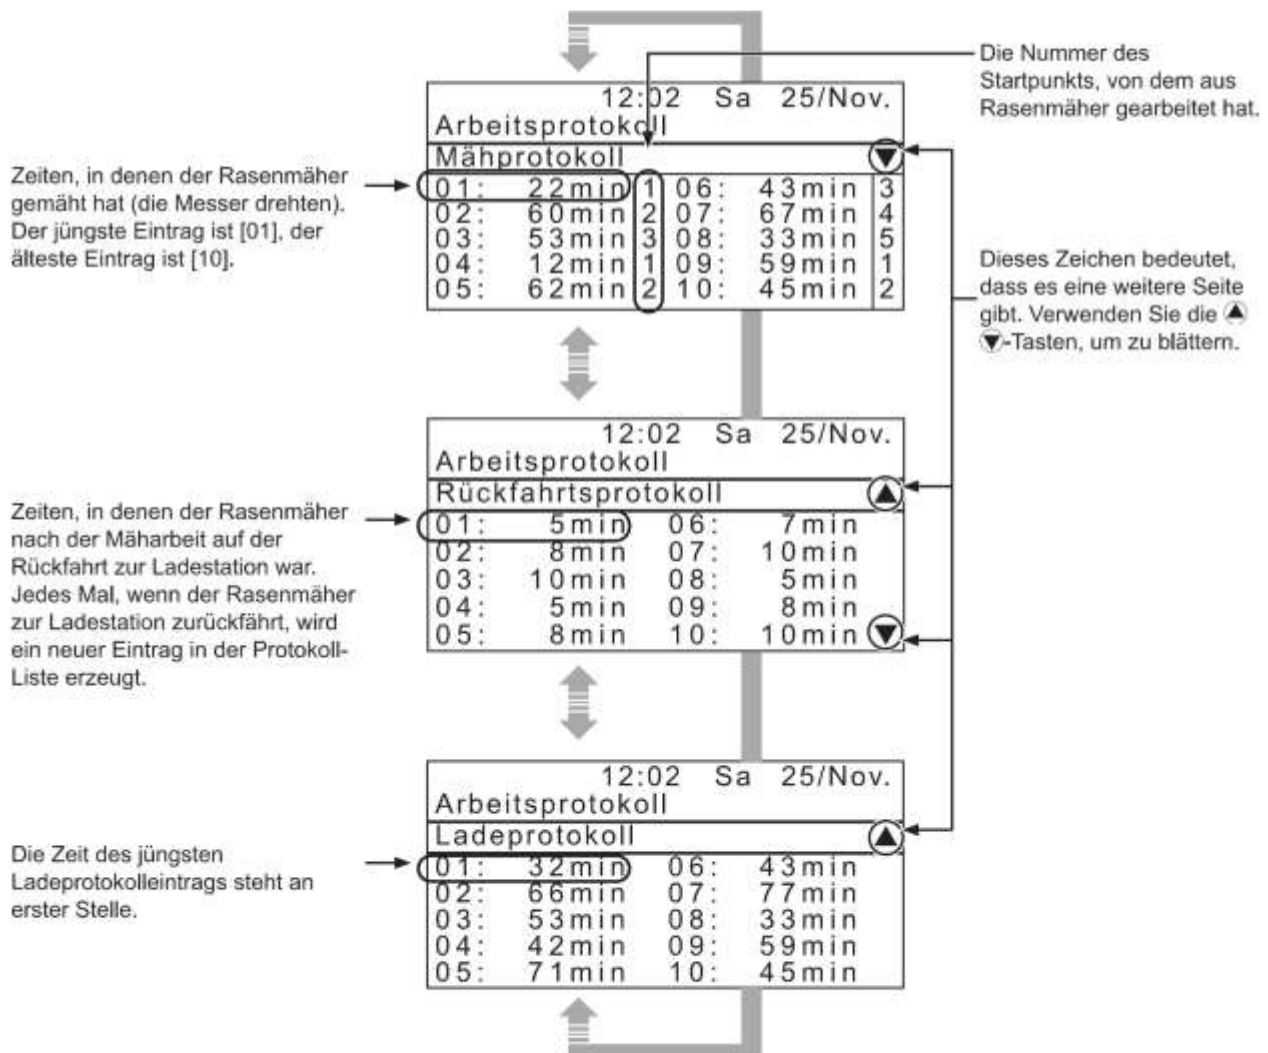 Die Nummer des
Startpunkts, von dem aus
Rasenmäher gearbeitet hat.
12:02 Sa 25/Nov.
Arbeitsprotokoll
Mähprotokoll
01: 22min 1 06: 43min 3
02: 60min 2 07: 67min 4
03: 53min 3 08: 33min 5
04: 12min 1 09: 59min 1
05: 62min 2 10: 45min 2
Zeiten, in denen der Rasenmäher
gemäht hat (die Messer drehten).
Der jüngste Eintrag ist [01], der
älteste Eintrag ist [10].
Dieses Zeichen bedeutet,
dass es eine weitere Seite
gibt. Verwenden Sie die ▲
▼-Tasten, um zu blättern.
12:02 Sa 25/Nov.
Arbeitsprotokoll
Rückfahrtsprotokoll
01: 5min 06: 7min
02: 8min 07: 10min
03: 10min 08: 5min
04: 5min 09: 8min
05: 8min 10: 10min
Zeiten, in denen der Rasenmäher
nach der Mäharbeit auf der
Rückfahrt zur Ladestation war.
Jedes Mal, wenn der Rasenmäher
zur Ladestation zurückfährt, wird
ein neuer Eintrag in der Protokoll-
Liste erzeugt.
12:02 Sa 25/Nov.
Arbeitsprotokoll
Ladeprotokoll
01: 32min 06: 43min
02: 66min 07: 77min
03: 53min 08: 33min
04: 42min 09: 59min
05: 71min 10: 45min
Die Zeit des jüngsten
Ladeprotokolleintrags steht an
erster Stelle.